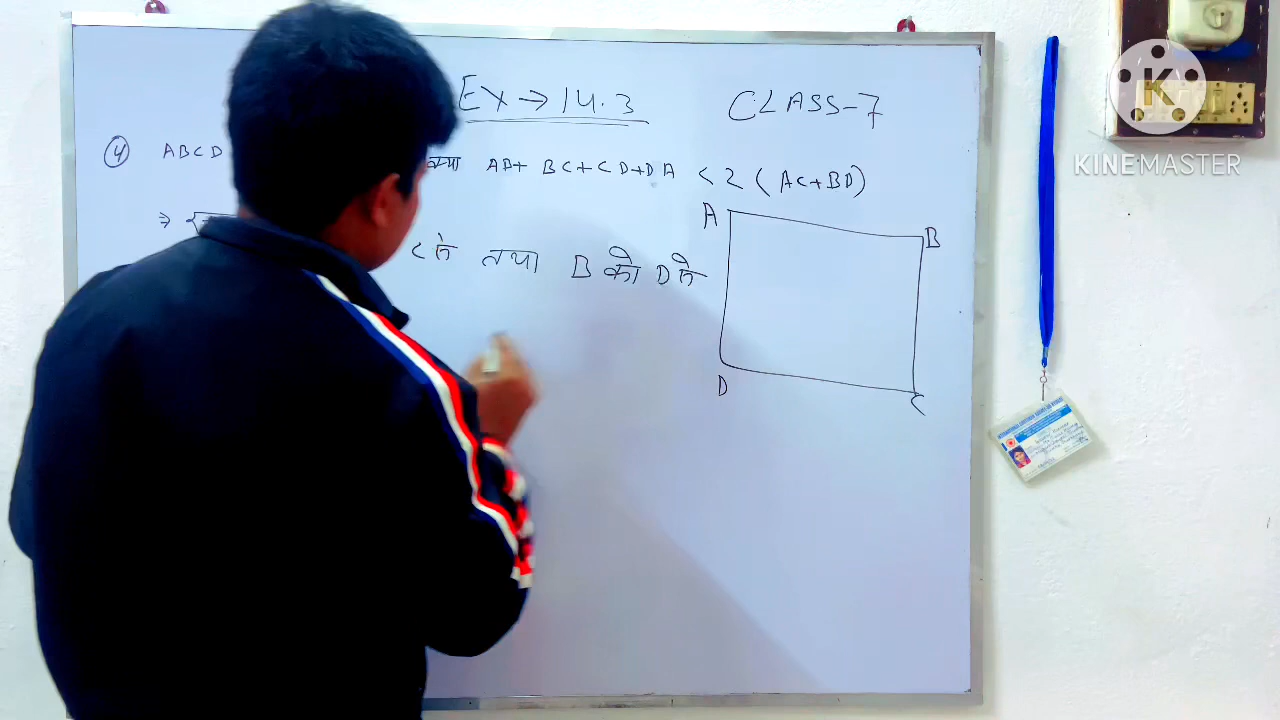 EX → 14.3 CLASS-7
④ ABCD तथा AB+ BC+CD+DA < 2 (AC+BD)
⇒ C से तथा B को D से
A
B
D
C
K
KINEMASTER